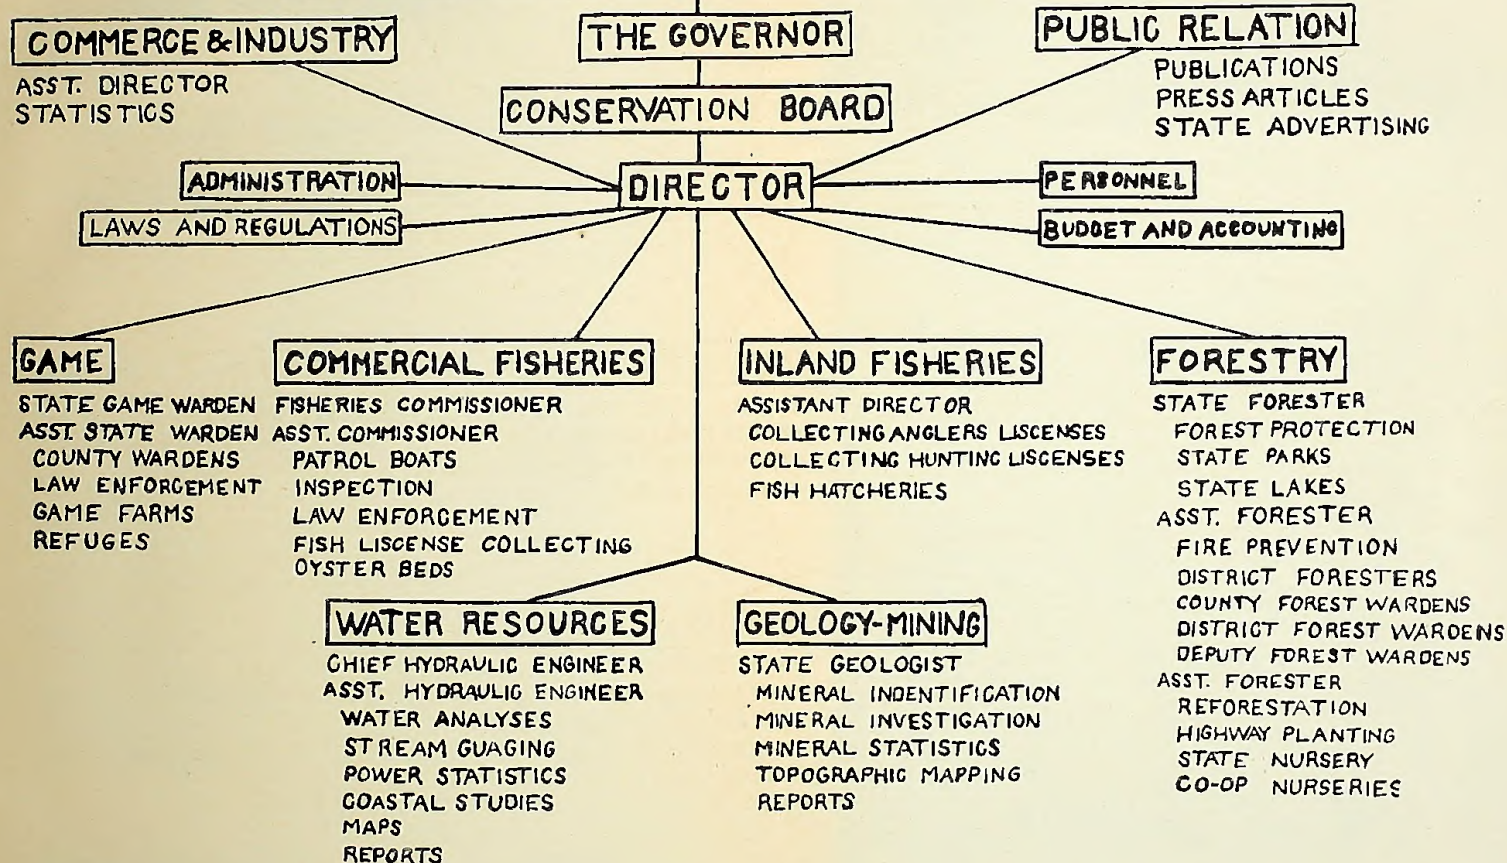 COMMERCE & INDUSTRY
ASST. DIRECTOR
STATISTICS
THE GOVERNOR
CONSERVATION BOARD
PUBLIC RELATION
PUBLICATIONS
PRESS ARTICLES
STATE ADVERTISING
ADMINISTRATION
LAWS AND REGULATIONS
DIRECTOR
PERSONNEL
BUDGET AND ACCOUNTING
GAME
STATE GAME WARDEN
ASST. STATE WARDEN
COUNTY WARDENS
LAW ENFORCEMENT
GAME FARMS
REFUGES
COMMERCIAL FISHERIES
FISHERIES COMMISSIONER
ASST. COMMISSIONER
PATROL BOATS
INSPECTION
LAW ENFORCEMENT
FISH LISCENSE COLLECTING
OYSTER BEDS
INLAND FISHERIES
ASSISTANT DIRECTOR
COLLECTING ANGLERS LISCENSES
COLLECTING HUNTING LISCENSES
FISH HATCHERIES
FORESTRY
STATE FORESTER
FOREST PROTECTION
STATE PARKS
STATE LAKES
ASST. FORESTER
FIRE PREVENTION
DISTRICT FORESTERS
COUNTY FOREST WARDENS
DISTRICT FOREST WARDENS
DEPUTY FOREST WARDENS
ASST. FORESTER
REFORESTATION
HIGHWAY PLANTING
STATE NURSERY
CO-OP NURSERIES
WATER RESOURCES
CHIEF HYDRAULIC ENGINEER
ASST. HYDRAULIC ENGINEER
WATER ANALYSES
STREAM GUAGING
POWER STATISTICS
COASTAL STUDIES
MAPS
REPORTS
GEOLOGY-MINING
STATE GEOLOGIST
MINERAL INDENTIFICATION
MINERAL INVESTIGATION
MINERAL STATISTICS
TOPOGRAPHIC MAPPING
REPORTS